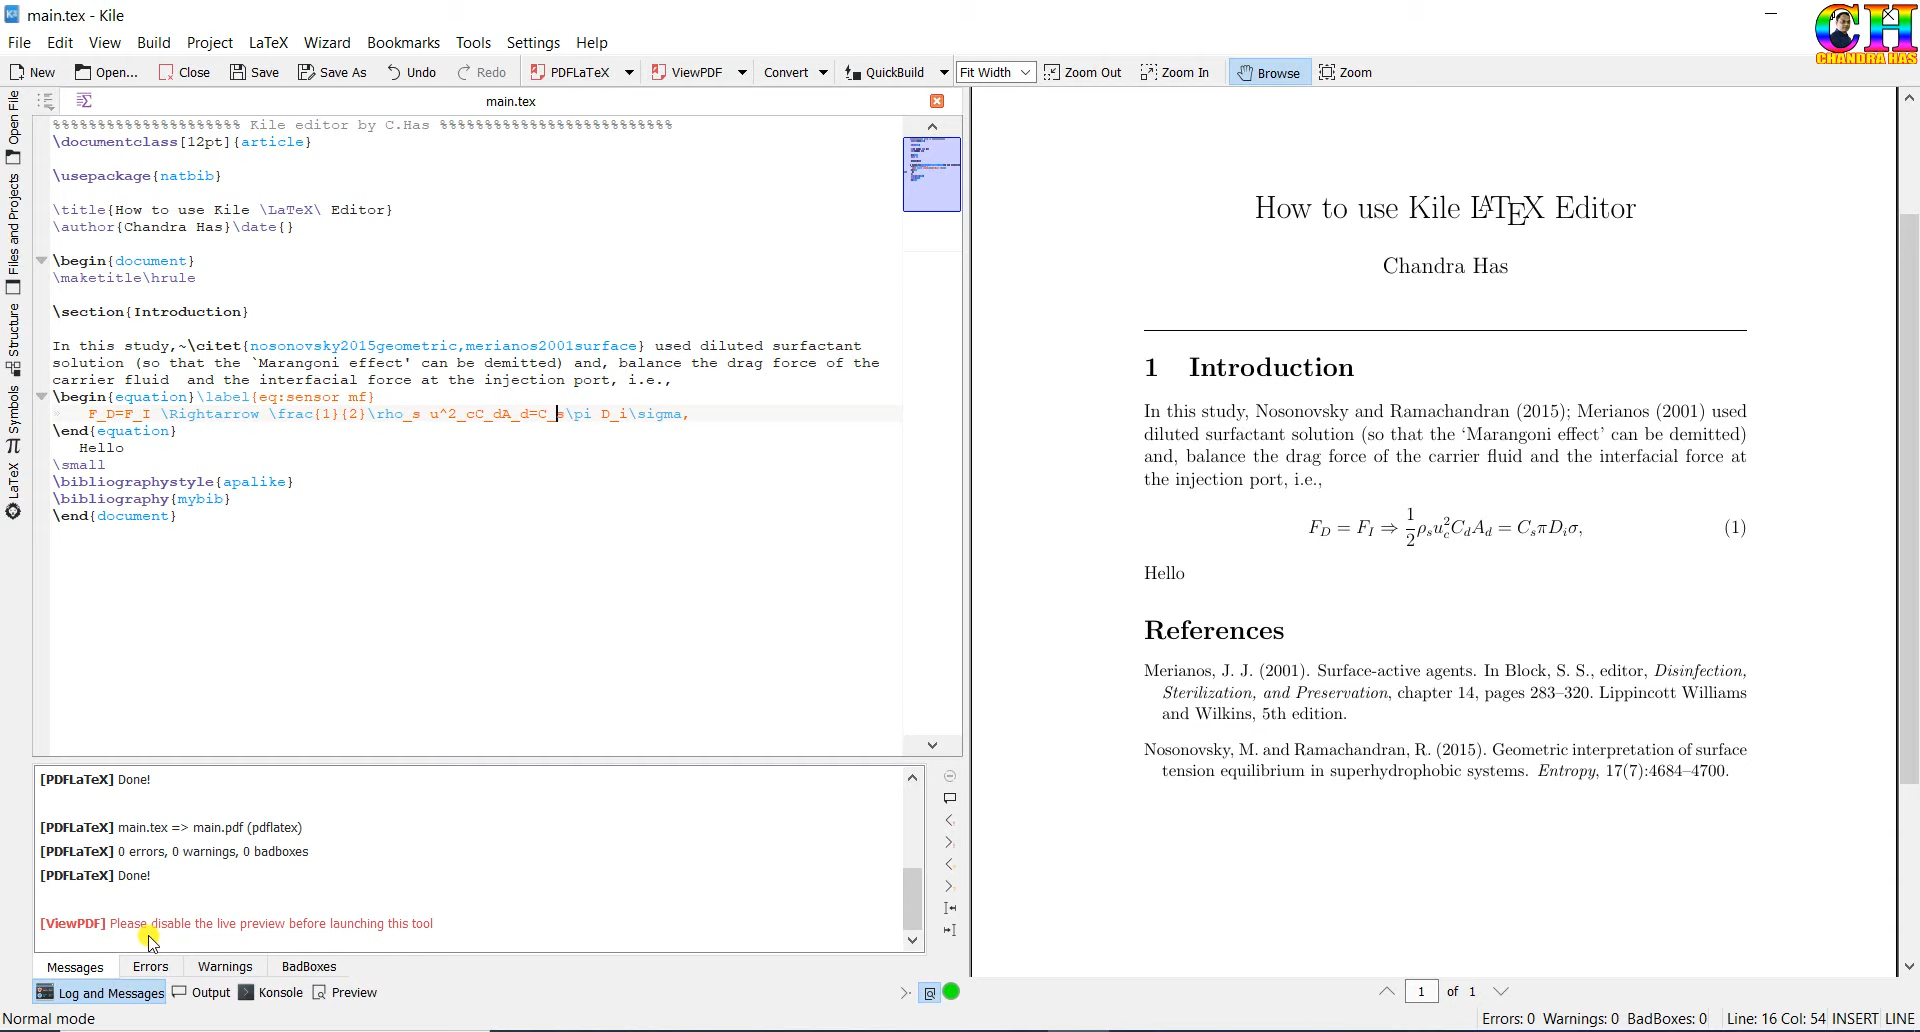 main.tex - Kile
CH
CHANDRA HAS
File Edit View Build Project LaTeX Wizard Bookmarks Tools Settings Help
New Open... Close Save Save As Undo Redo PDFLaTeX ViewPDF Convert QuickBuild Fit Width Zoom Out Zoom In Browse Zoom
Open File
Files and Projects
Structure
Symbols
LaTeX
main.tex
%%%%%%%%%%%%%%%%%%%%% Kile editor by C.Has %%%%%%%%%%%%%%%%%%%%%%%%%%
\documentclass[12pt]{article}
\usepackage{natbib}
\title{How to use Kile \LaTeX\ Editor}
\author{Chandra Has}\date{}
\begin{document}
\maketitle\hrule
\section{Introduction}
In this study,~\citet{nosonovsky2015geometric,merianos2001surface} used diluted surfactant
solution (so that the `Marangoni effect' can be demitted) and, balance the drag force of the
carrier fluid  and the interfacial force at the injection port, i.e.,
\begin{equation}\label{eq:sensor mf}
F_D=F_I \Rightarrow \frac{1}{2}\rho_s u^2_cC_dA_d=C_s\pi D_i\sigma,
\end{equation}
Hello
\small
\bibliographystyle{apalike}
\bibliography{mybib}
\end{document}
[PDFLaTeX] Done!
[PDFLaTeX] main.tex => main.pdf (pdflatex)
[PDFLaTeX] 0 errors, 0 warnings, 0 badboxes
[PDFLaTeX] Done!
[ViewPDF] Please disable the live preview before launching this tool
Messages Errors Warnings BadBoxes
Log and Messages Output Konsole Preview
Normal mode
How to use Kile LATEX Editor
Chandra Has
1 Introduction
In this study, Nosonovsky and Ramachandran (2015); Merianos (2001) used
diluted surfactant solution (so that the ‘Marangoni effect’ can be demitted)
and, balance the drag force of the carrier fluid and the interfacial force at
the injection port, i.e.,
F_D = F_I ⇒ 1/2 ρ_s u_c^2 C_d A_d = C_s π D_i σ, (1)
Hello
References
Merianos, J. J. (2001). Surface-active agents. In Block, S. S., editor, Disinfection,
Sterilization, and Preservation, chapter 14, pages 283–320. Lippincott Williams
and Wilkins, 5th edition.
Nosonovsky, M. and Ramachandran, R. (2015). Geometric interpretation of surface
tension equilibrium in superhydrophobic systems. Entropy, 17(7):4684–4700.
1 of 1
Errors: 0 Warnings: 0 BadBoxes: 0 Line: 16 Col: 54 INSERT LINE